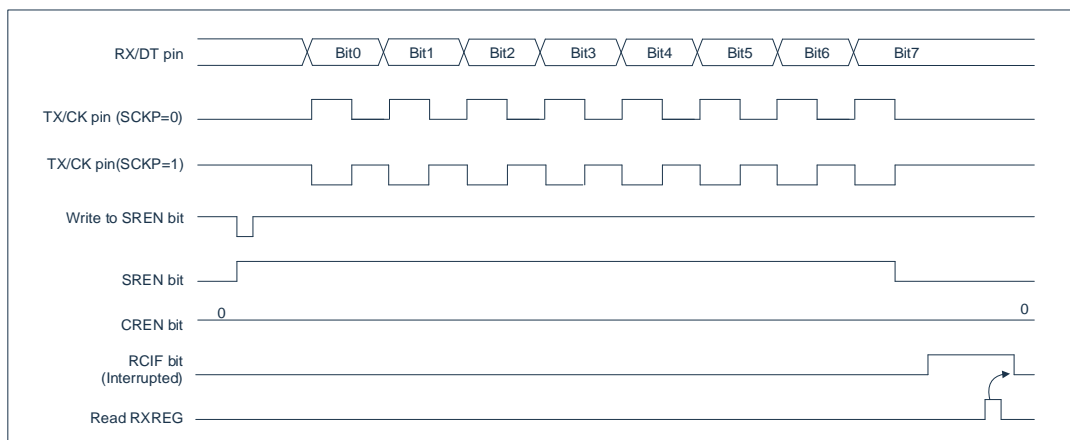 RX/DT pin
Bit0 Bit1 Bit2 Bit3 Bit4 Bit5 Bit6 Bit7
TX/CK pin (SCKP=0)
TX/CK pin(SCKP=1)
Write to SREN bit
SREN bit
0 0
CREN bit
RCIF bit
(Interrupted)
Read RXREG